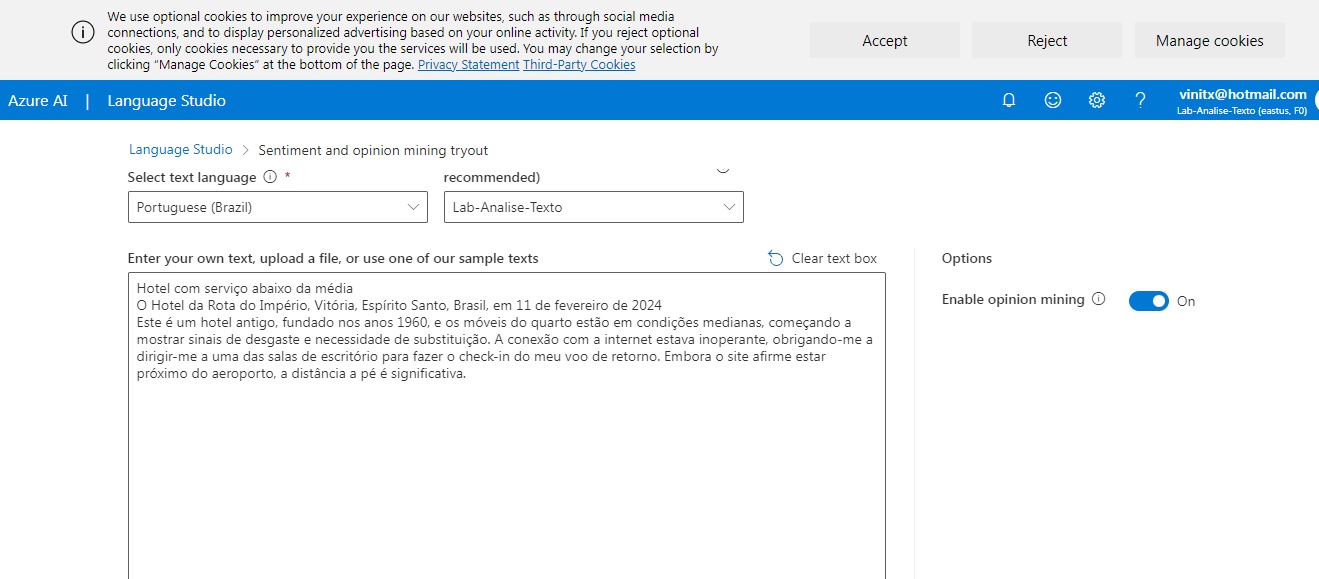 We use optional cookies to improve your experience on our websites, such as through social media
connections, and to display personalized advertising based on your online activity. If you reject optional
cookies, only cookies necessary to provide you the services will be used. You may change your selection by
clicking “Manage Cookies” at the bottom of the page. Privacy Statement Third-Party Cookies
Accept
Reject
Manage cookies
Azure AI | Language Studio
vinitx@hotmail.com
Lab-Analise-Texto (eastus, F0)
Language Studio > Sentiment and opinion mining tryout
Select text language *
recommended)
Portuguese (Brazil)
Lab-Analise-Texto
Enter your own text, upload a file, or use one of our sample texts
Clear text box
Hotel com serviço abaixo da média
O Hotel da Rota do Império, Vitória, Espírito Santo, Brasil, em 11 de fevereiro de 2024
Este é um hotel antigo, fundado nos anos 1960, e os móveis do quarto estão em condições medianas, começando a
mostrar sinais de desgaste e necessidade de substituição. A conexão com a internet estava inoperante, obrigando-me a
dirigir-me a uma das salas de escritório para fazer o check-in do meu voo de retorno. Embora o site afirme estar
próximo do aeroporto, a distância a pé é significativa.
Options
Enable opinion mining
On